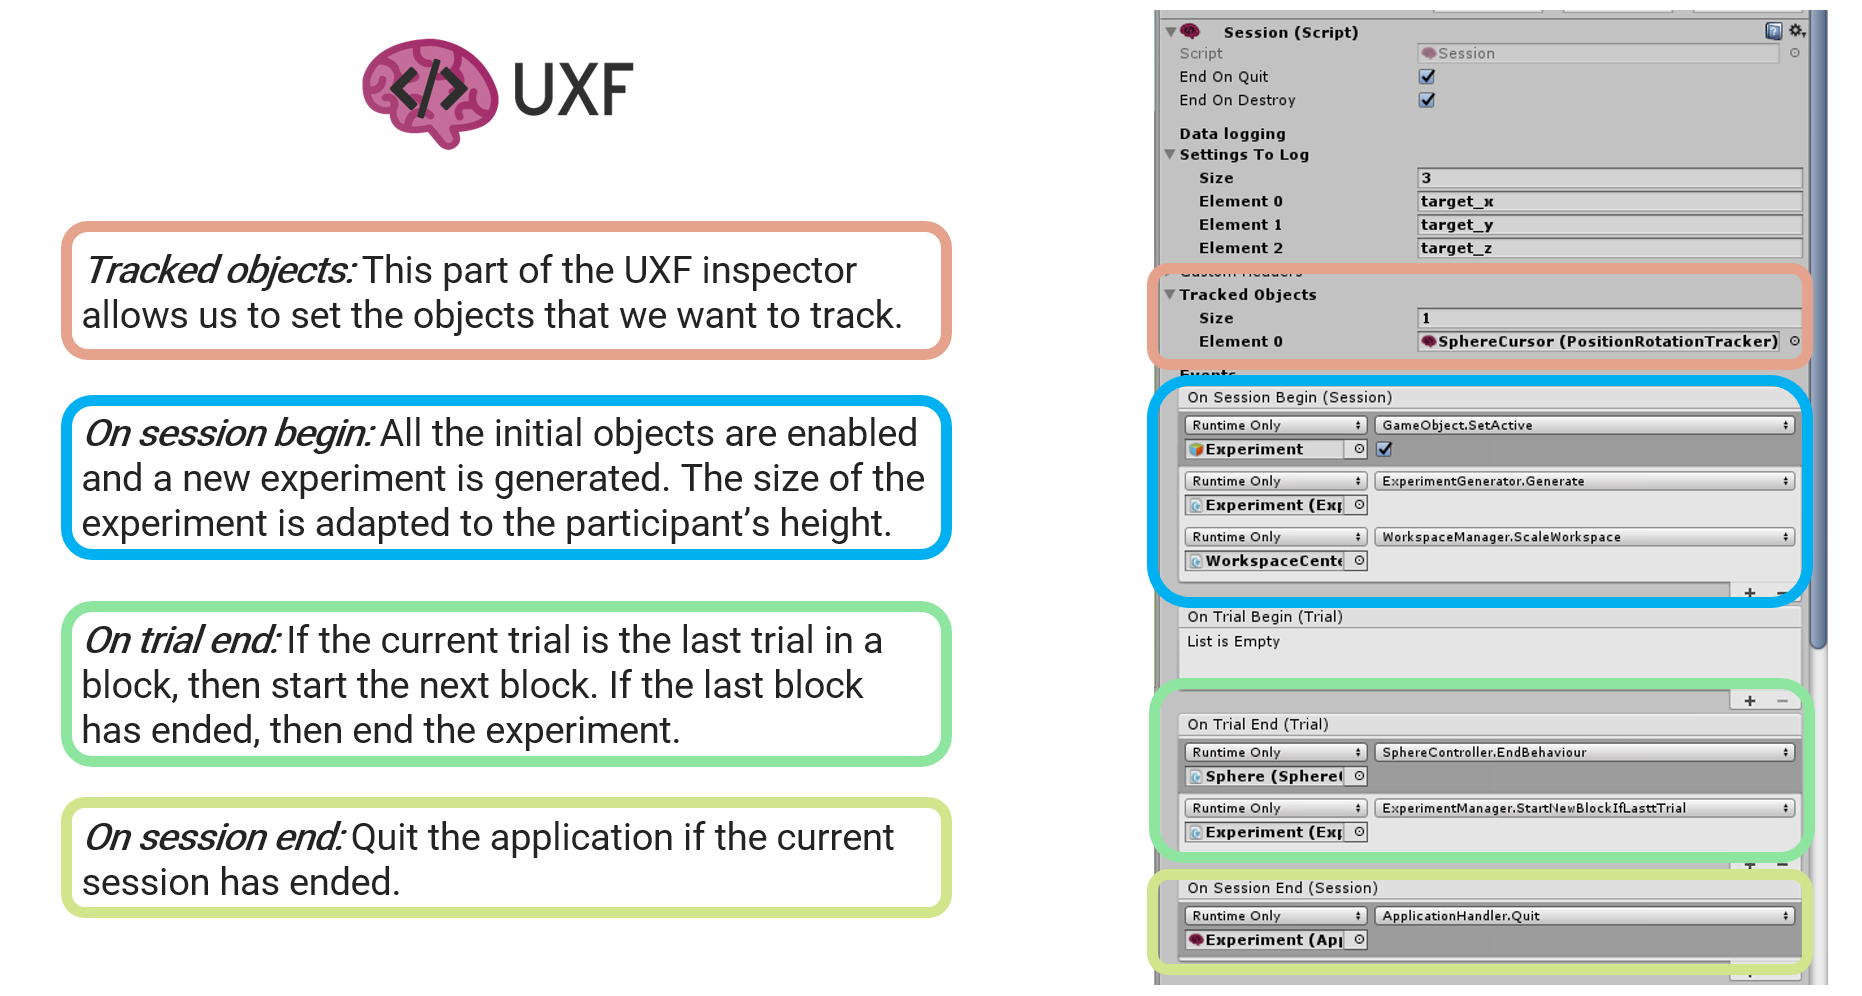 </> UXF
Tracked objects: This part of the UXF inspector
allows us to set the objects that we want to track.
On session begin: All the initial objects are enabled
and a new experiment is generated. The size of the
experiment is adapted to the participant’s height.
On trial end: If the current trial is the last trial in a
block, then start the next block. If the last block
has ended, then end the experiment.
On session end: Quit the application if the current
session has ended.
Session (Script)
Script Session
End On Quit
End On Destroy
Data logging
Settings To Log
Size 3
Element 0 target_x
Element 1 target_y
Element 2 target_z
Custom Headers
Tracked Objects
Size 1
Element 0 SphereCursor (PositionRotationTracker)
Events
On Session Begin (Session)
Runtime Only GameObject.SetActive
Experiment
Runtime Only ExperimentGenerator.Generate
Experiment (Exp
Runtime Only WorkspaceManager.ScaleWorkspace
WorkspaceCente
+ −
On Trial Begin (Trial)
List is Empty
+ −
On Trial End (Trial)
Runtime Only SphereController.EndBehaviour
Sphere (Sphere
Runtime Only ExperimentManager.StartNewBlockIfLasttTrial
Experiment (Exp
+ −
On Session End (Session)
Runtime Only ApplicationHandler.Quit
Experiment (App